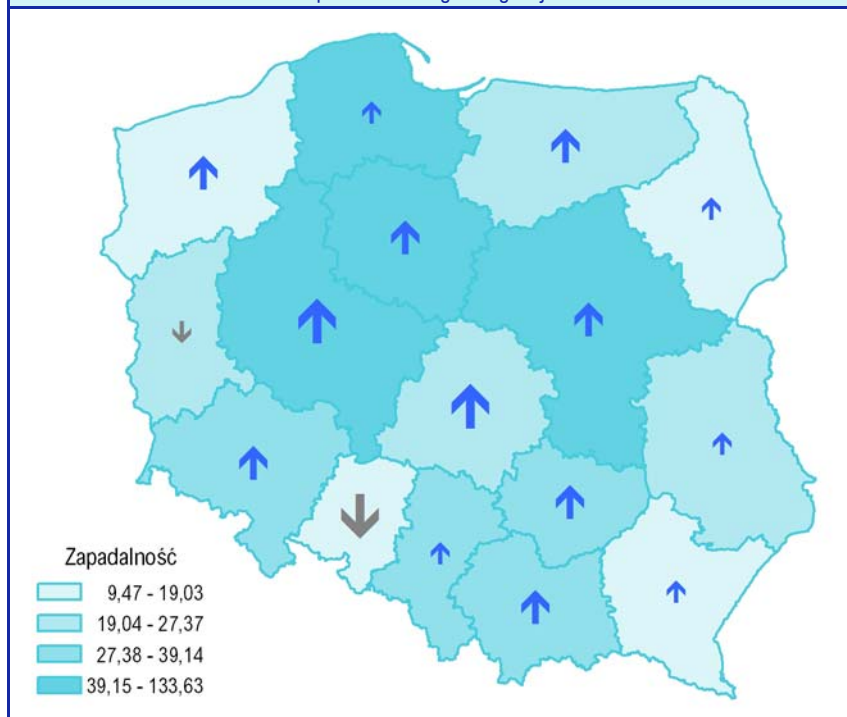 Zapadalność
9,47 - 19,03
19,04 - 27,37
27,38 - 39,14
39,15 - 133,63